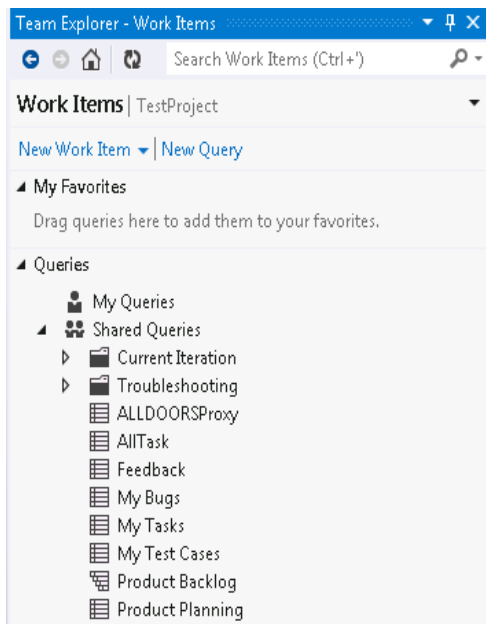 Team Explorer - Work Items
Search Work Items (Ctrl+')
Work Items | TestProject
New Work Item | New Query
My Favorites
Drag queries here to add them to your favorites.
Queries
My Queries
Shared Queries
Current Iteration
Troubleshooting
ALLDOORSProxy
AllTask
Feedback
My Bugs
My Tasks
My Test Cases
Product Backlog
Product Planning